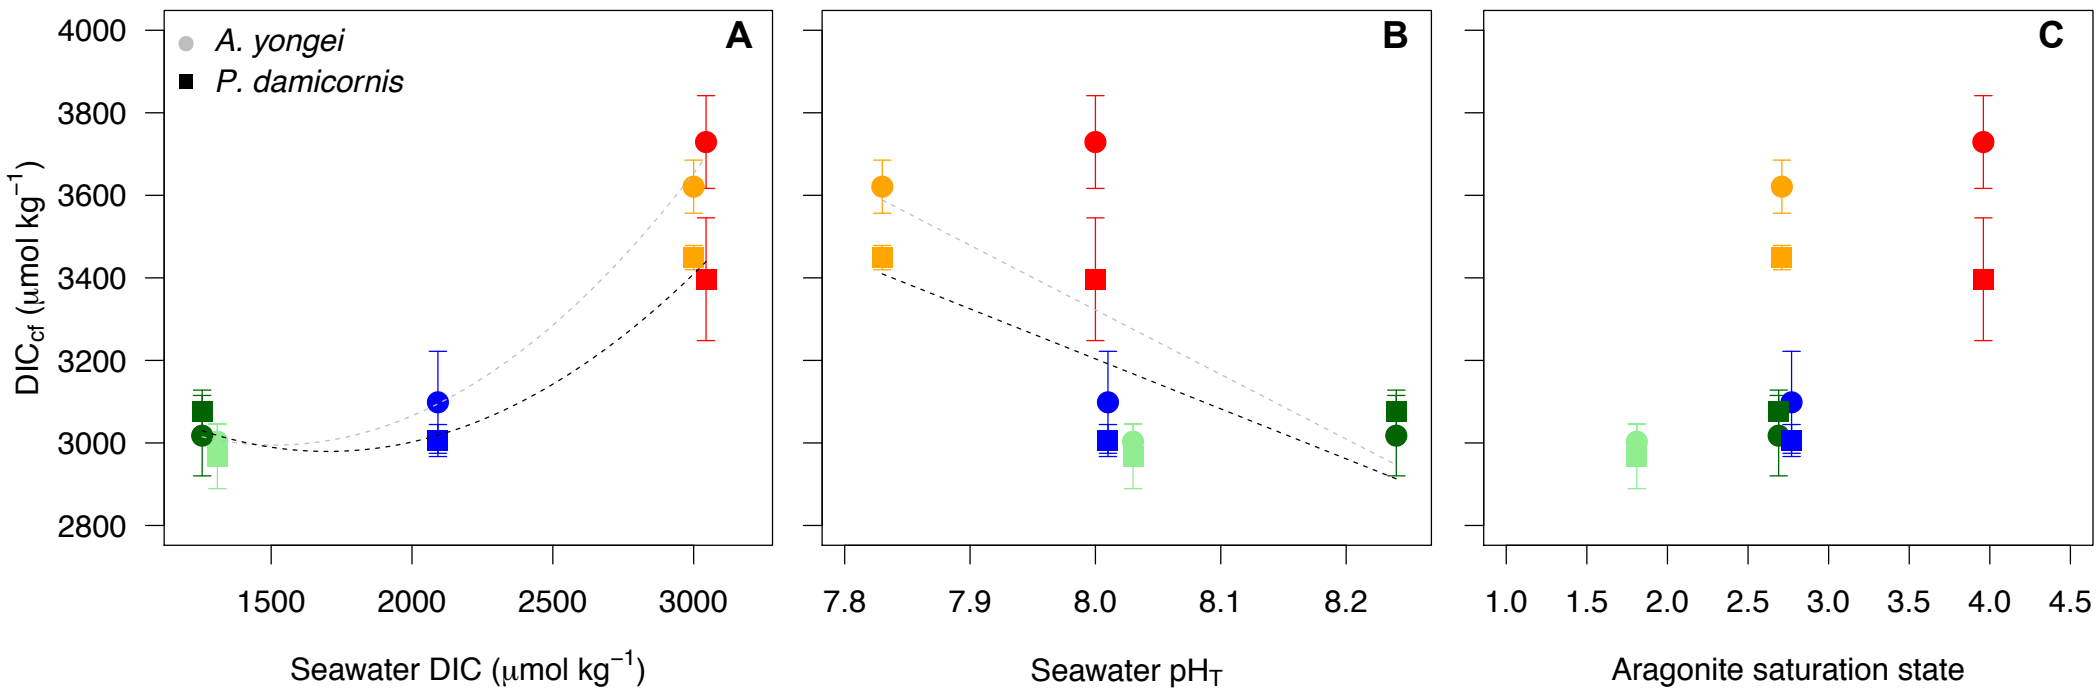 A
B
C
A. yongei
P. damicornis
4000
3800
3600
3400
3200
3000
2800
DIC_cf (μmol kg⁻¹)
1500 2000 2500 3000
7.8 7.9 8.0 8.1 8.2
1.0 1.5 2.0 2.5 3.0 3.5 4.0 4.5
Seawater DIC (μmol kg⁻¹)
Seawater pH_T
Aragonite saturation state